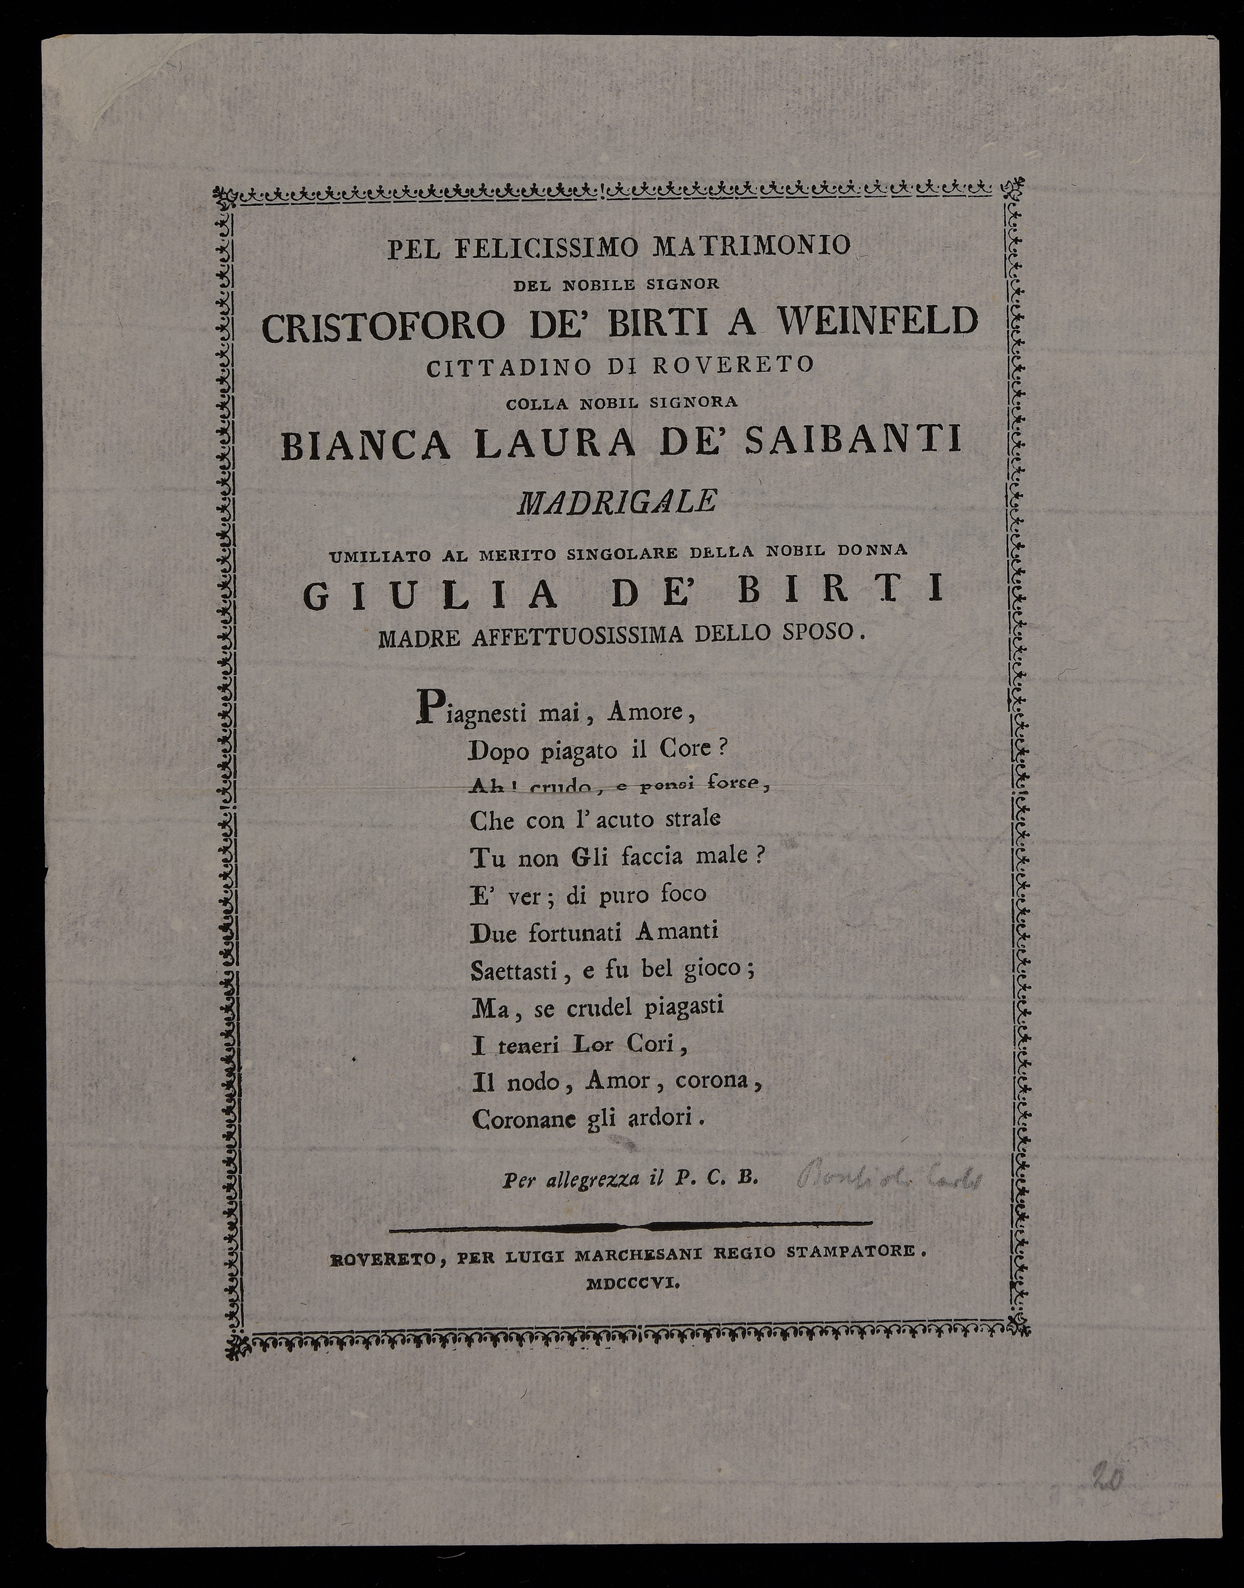 PEL FELICISSIMO MATRIMONIO
DEL NOBILE SIGNOR
CRISTOFORO DE' BIRTI A WEINFELD
CITTADINO DI ROVERETO
COLLA NOBIL SIGNORA
BIANCA LAURA DE' SAIBANTI
MADRIGALE
UMILIATO AL MERITO SINGOLARE DELLA NOBIL DONNA
GIULIA DE' BIRTI
MADRE AFFETTUOSISSIMA DELLO SPOSO.
Piagnesti mai, Amore,
Dopo piagato il Core?
Ah! crudo, e pensi forse,
Che con l'acuto strale
Tu non Gli faccia male?
E' ver; di puro foco
Due fortunati Amanti
Saettasti, e fu bel gioco;
Ma, se crudel piagasti
I teneri Lor Cori,
Il nodo, Amor, corona,
Coronane gli ardori.
Per allegrezza il P. C. B.
ROVERETO, PER LUIGI MARCHESANI REGIO STAMPATORE.
MDCCCVI.
20